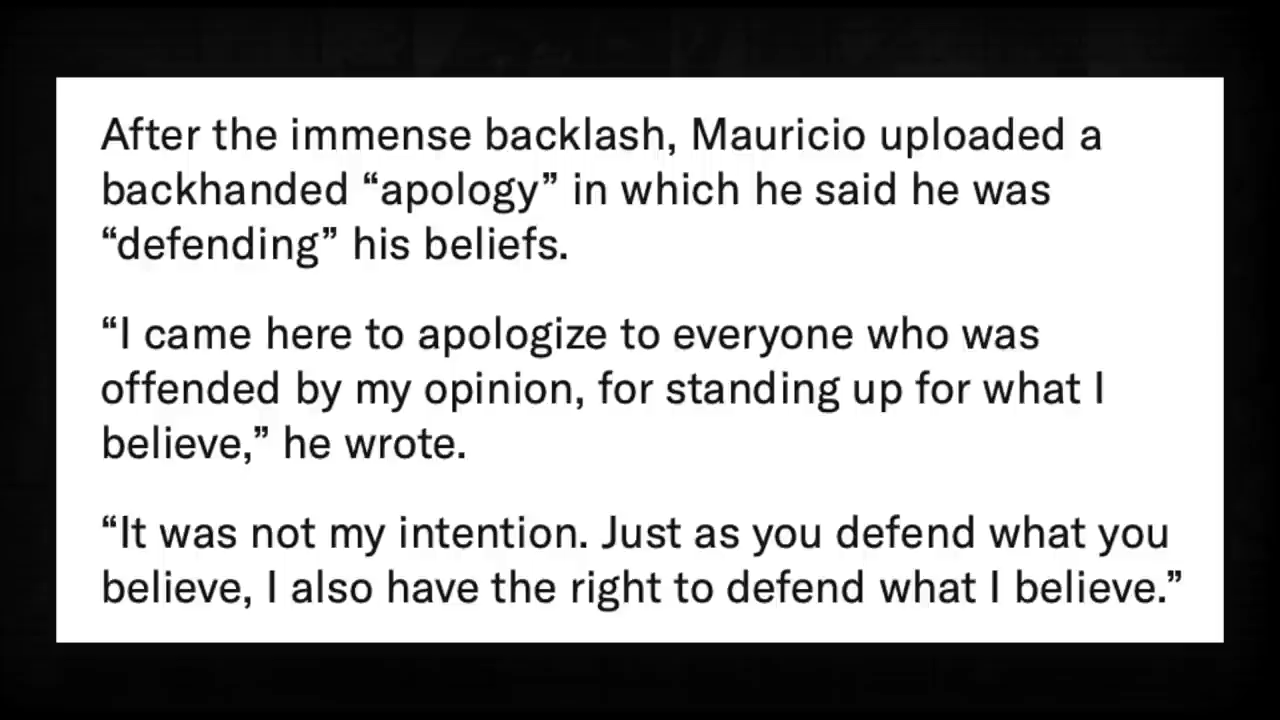 After the immense backlash, Mauricio uploaded a
backhanded “apology” in which he said he was
“defending” his beliefs.
“I came here to apologize to everyone who was
offended by my opinion, for standing up for what I
believe,” he wrote.
“It was not my intention. Just as you defend what you
believe, I also have the right to defend what I believe.”